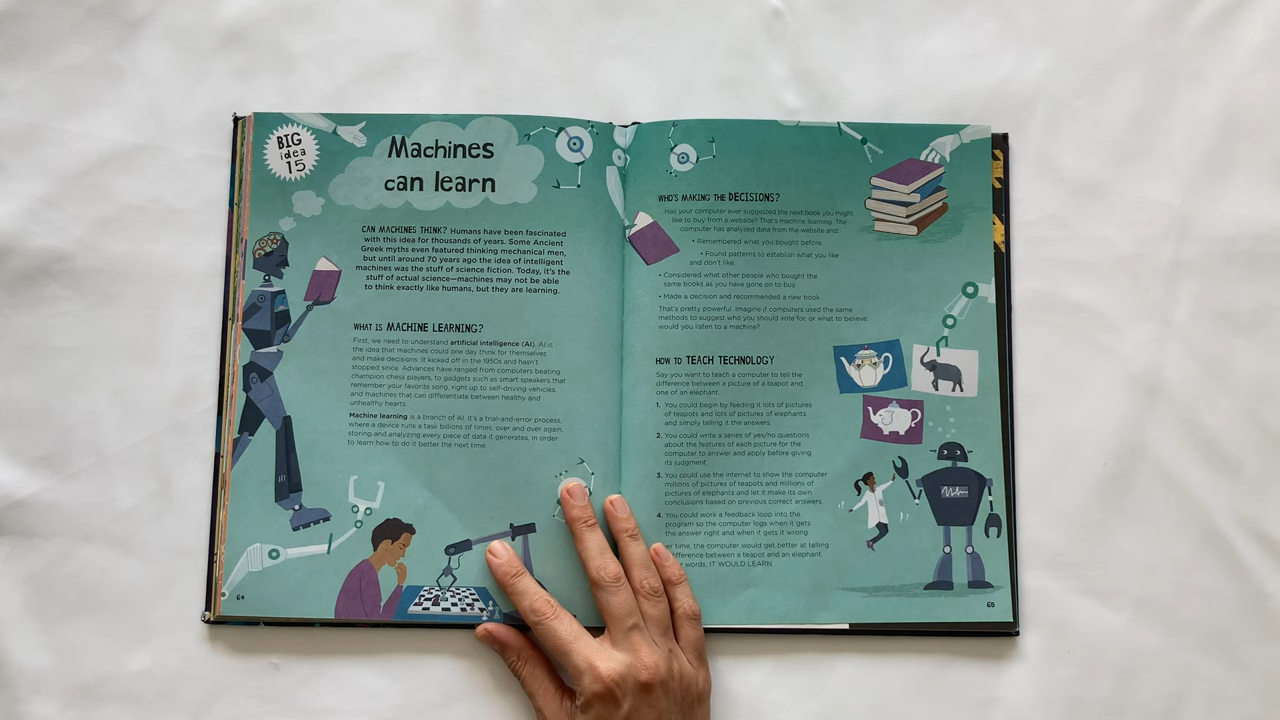 BIG
idea
15
Machines
can learn
CAN MACHINES THINK? Humans have been fascinated
with this idea for thousands of years. Some Ancient
Greek myths even featured thinking mechanical men,
but until around 70 years ago the idea of intelligent
machines was the stuff of science fiction. Today, it's the
stuff of actual science—machines may not be able
to think exactly like humans, but they are learning.
WHAT IS MACHINE LEARNING?
First, we need to understand artificial intelligence (AI). AI is
the idea that machines could one day think for themselves
and make decisions. It kicked off in the 1950s and hasn't
stopped since. Advances have ranged from computers beating
champion chess players, to gadgets such as smart speakers that
remember your favorite song, right up to self-driving vehicles,
and machines that can differentiate between healthy and
unhealthy hearts.
Machine learning is a branch of AI. It's a trial-and-error process,
where a device runs a task billions of times, over and over again,
storing and analyzing every piece of data it generates, in order
to learn how to do it better the next time.
64
WHO'S MAKING THE DECISIONS?
Has your computer ever suggested the next book you might
like to buy from a website? That's machine learning. The
computer has analyzed data from the website and:
• Remembered what you bought before.
• Found patterns to establish what you like
and don't like.
• Considered what other people who bought the
same books as you have gone on to buy.
• Made a decision and recommended a new book.
That's pretty powerful. Imagine if computers used the same
methods to suggest who you should vote for, or what to believe:
would you listen to a machine?
HOW TO TEACH TECHNOLOGY
Say you want to teach a computer to tell the
difference between a picture of a teapot and
one of an elephant...
1. You could begin by feeding it lots of pictures
of teapots and lots of pictures of elephants
and simply telling it the answers.
2. You could write a series of yes/no questions
about the features of each picture for the
computer to answer and apply before giving
its judgment.
3. You could use the internet to show the computer
millions of pictures of teapots and millions of
pictures of elephants and let it make its own
conclusions based on previous correct answers.
4. You could work a feedback loop into the
program so the computer logs when it gets
the answer right and when it gets it wrong.
time, the computer would get better at telling
difference between a teapot and an elephant.
words, IT WOULD LEARN.
65